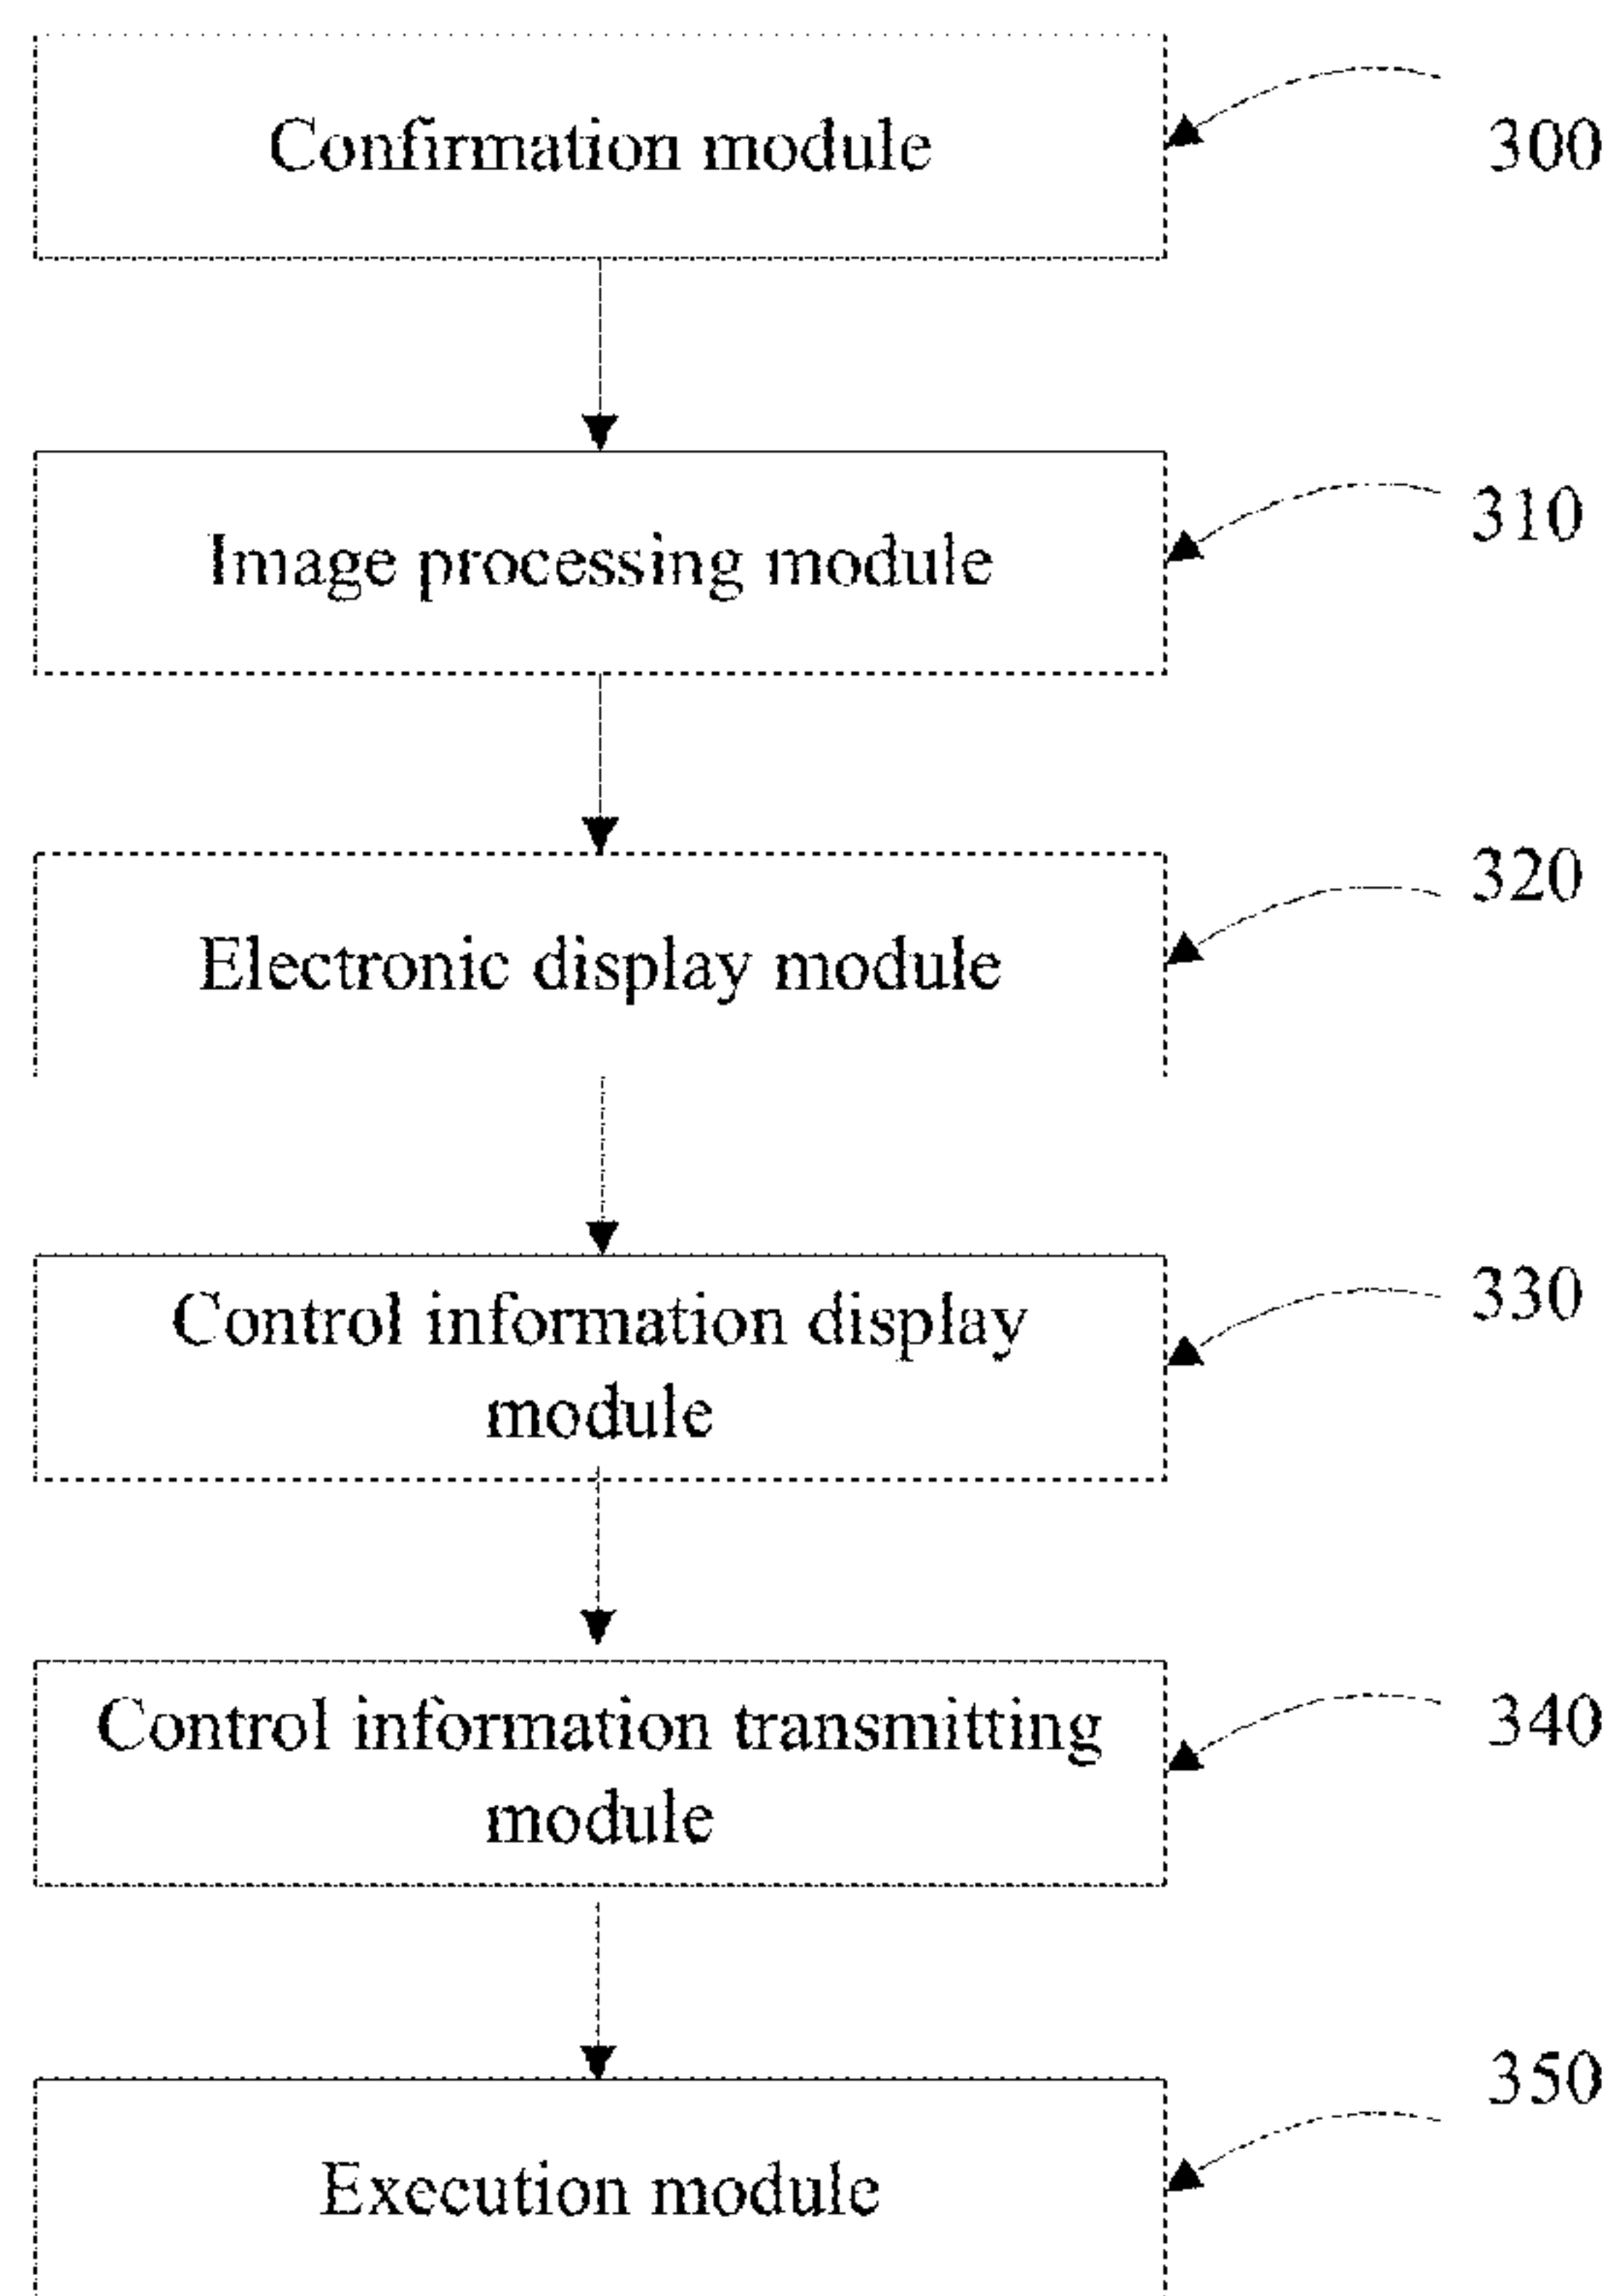 Confirmation module
300
Image processing module
310
Electronic display module
320
Control information display
module
330
Control information transmitting
module
340
Execution module
350